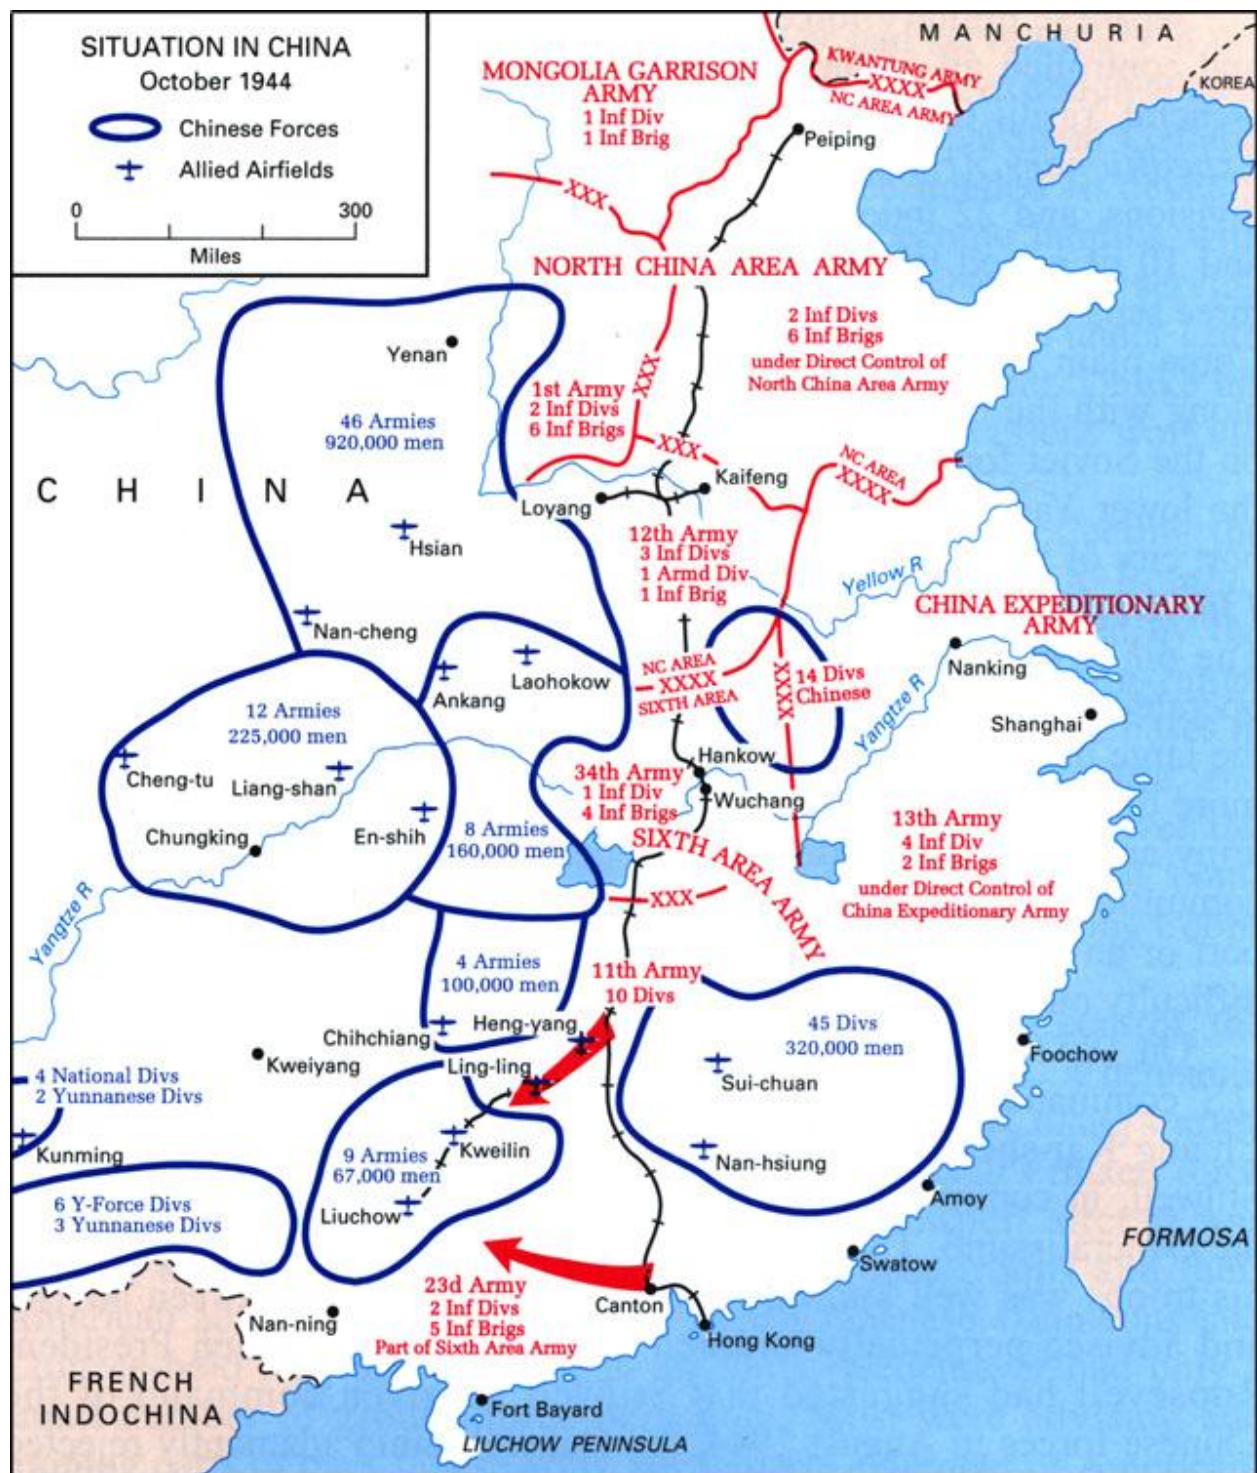 SITUATION IN CHINA
October 1944
Chinese Forces
Allied Airfields
0 300
Miles
MANCHURIA
KOREA
KWANTUNG ARMY
XXXX
NC AREA ARMY
MONGOLIA GARRISON
ARMY
1 Inf Div
1 Inf Brig
Peiping
XXX
NORTH CHINA AREA ARMY
2 Inf Divs
6 Inf Brigs
under Direct Control of
North China Area Army
Yenan
XXX
1st Army
2 Inf Divs
6 Inf Brigs
46 Armies
920,000 men
XXX
NC AREA
XXXX
CHINA
Kaifeng
Loyang
Hsian
12th Army
3 Inf Divs
1 Armd Div
1 Inf Brig
Yellow R
CHINA EXPEDITIONARY
ARMY
Nan-cheng
Nanking
NC AREA
XXXX
SIXTH AREA
XXXX
14 Divs
Chinese
Laohokow
Ankang
Yangtze R
Shanghai
12 Armies
225,000 men
Cheng-tu
Liang-shan
Hankow
34th Army
1 Inf Div
4 Inf Brigs
Wuchang
Chungking
En-shih
8 Armies
160,000 men
SIXTH AREA ARMY
13th Army
4 Inf Div
2 Inf Brigs
under Direct Control of
China Expeditionary Army
XXX
Yangtze R
4 Armies
100,000 men
11th Army
10 Divs
Chihchiang
Heng-yang
45 Divs
320,000 men
Foochow
Kweiyang
Ling-ling
Sui-chuan
4 National Divs
2 Yunnanese Divs
Kunming
Kweilin
9 Armies
67,000 men
Nan-hsiung
Amoy
6 Y-Force Divs
3 Yunnanese Divs
Liuchow
FORMOSA
Swatow
23d Army
2 Inf Divs
5 Inf Brigs
Part of Sixth Area Army
Canton
Nan-ning
Hong Kong
FRENCH
INDOCHINA
Fort Bayard
LIUCHOW PENINSULA